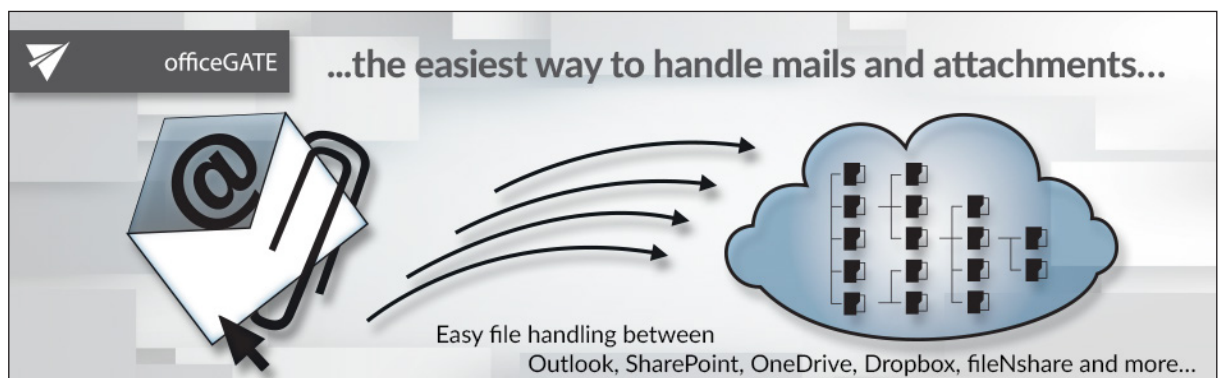 officeGATE
...the easiest way to handle mails and attachments...
@
Easy file handling between
Outlook, SharePoint, OneDrive, Dropbox, fileNshare and more...